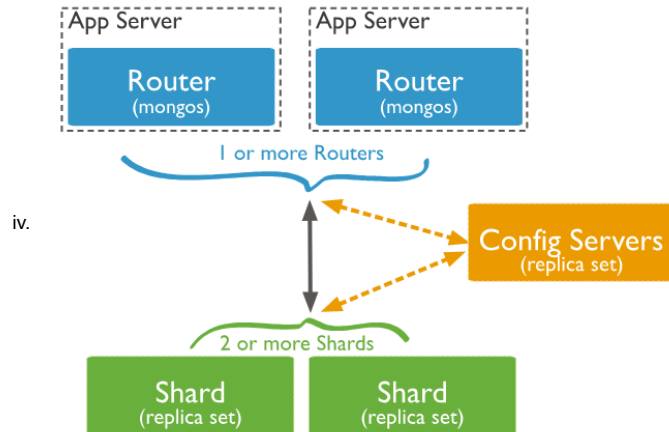 App Server
App Server
Router
(mongos)
Router
(mongos)
1 or more Routers
iv.
Config Servers
(replica set)
2 or more Shards
Shard
(replica set)
Shard
(replica set)